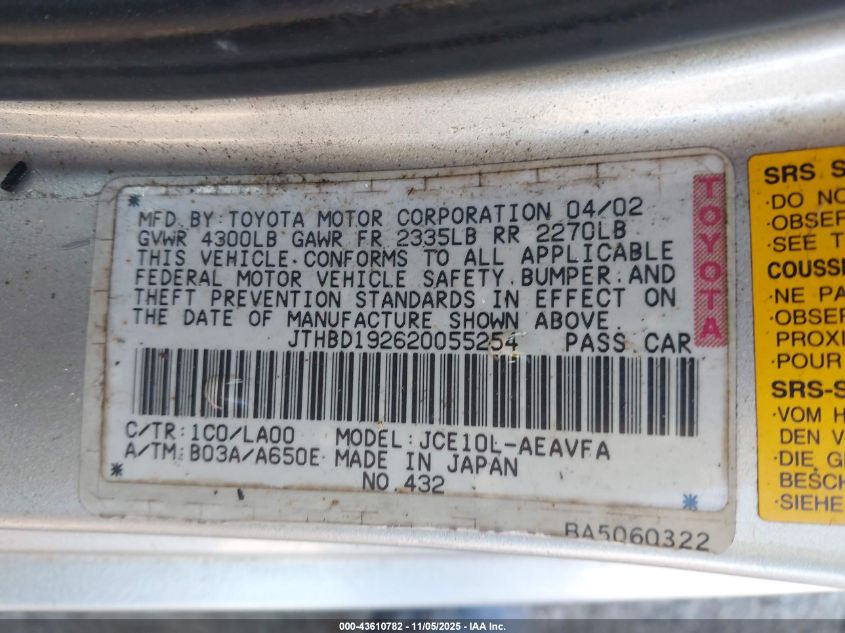 MFD BY: TOYOTA MOTOR CORPORATION 04/02
GVWR 4300LB GAWR FR 2335LB RR 2270LB
THIS VEHICLE CONFORMS TO ALL APPLICABLE
FEDERAL MOTOR VEHICLE SAFETY, BUMPER, AND
THEFT PREVENTION STANDARDS IN EFFECT ON
THE DATE OF MANUFACTURE SHOWN ABOVE.
JTHBD192620055254 PASS CAR
C/TR: 1C0/LA00 MODEL: JCE10L-AEAVFA
A/TM: B03A/A650E MADE IN JAPAN
NO.432
TOYOTA
BA5060322
SRS S
·DO NO
·OBSER
·SEE T
COUSSI
·NE PA
·OBSER
PROXI
·POUR
SRS-S
·VOM H
DEN V
·DIE G
BESCH
·SIEHE
000-43610782 - 11/05/2025 - IAA Inc.